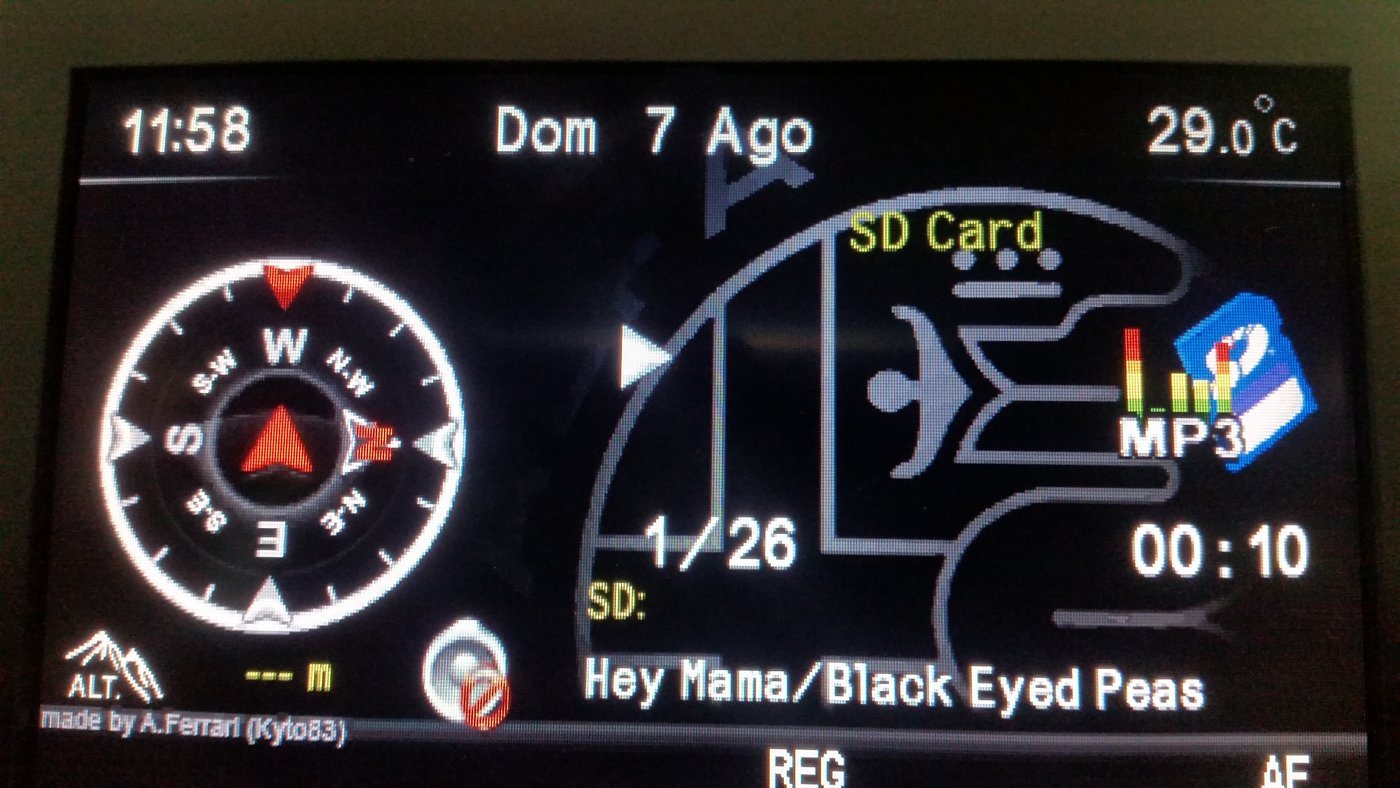 11:58 Dom 7 Ago 29.0°C
SD Card
W
S-W N-W
S N
S-E N-E
E
MP3
1/26 00:10
SD:
ALT. --- m
Hey Mama/Black Eyed Peas
made by A.Ferrari (Kyto83)
REG AF